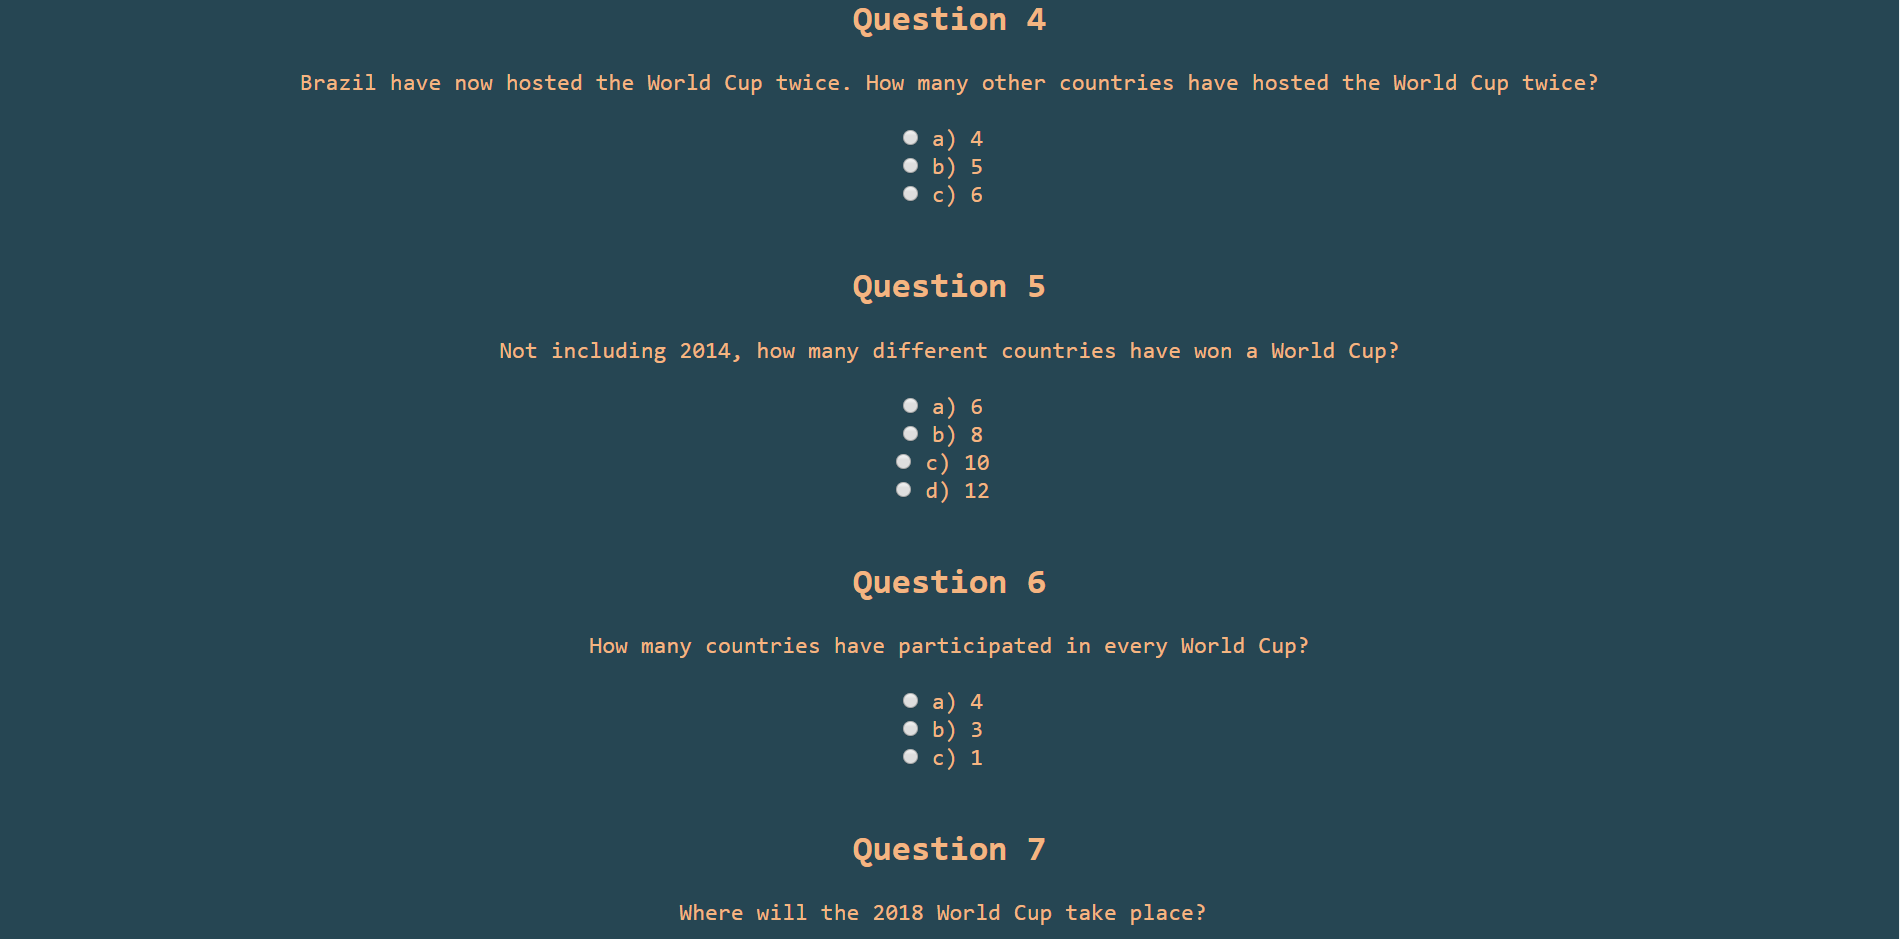 Question 4
Brazil have now hosted the World Cup twice. How many other countries have hosted the World Cup twice?
a) 4
b) 5
c) 6
Question 5
Not including 2014, how many different countries have won a World Cup?
a) 6
b) 8
c) 10
d) 12
Question 6
How many countries have participated in every World Cup?
a) 4
b) 3
c) 1
Question 7
Where will the 2018 World Cup take place?